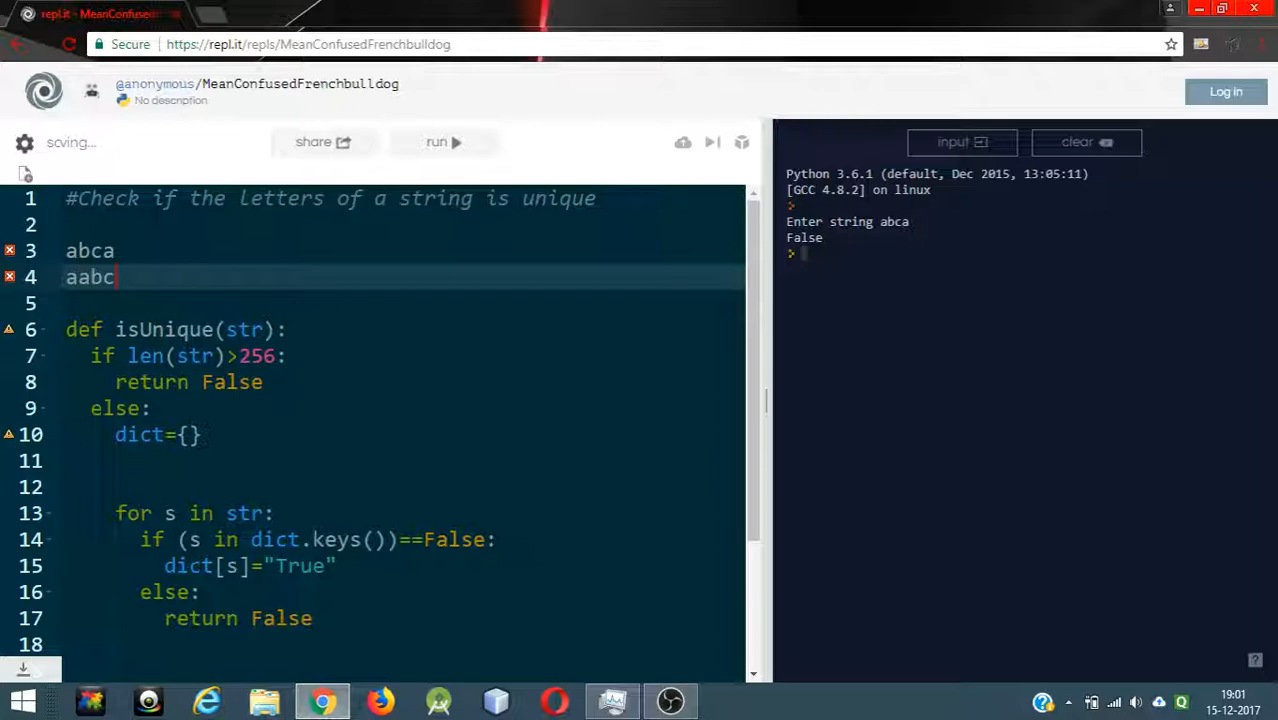 repl.it - MeanConfused
Secure https://repl.it/repls/MeanConfusedFrenchbulldog
@anonymous/MeanConfusedFrenchbulldog
No description
Log in
scving...
share
run
input
clear
1 #Check if the letters of a string is unique
2
3 abca
4 aabc
5
6 def isUnique(str):
7 if len(str)>256:
8 return False
9 else:
10 dict={}
11
12
13 for s in str:
14 if (s in dict.keys())==False:
15 dict[s]="True"
16 else:
17 return False
18
Python 3.6.1 (default, Dec 2015, 13:05:11)
[GCC 4.8.2] on linux
>
Enter string abca
False
>
?
19:01
15-12-2017